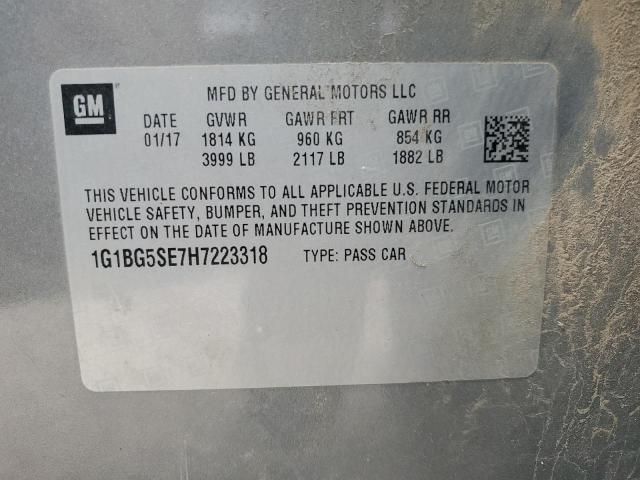 GM
MFD BY GENERAL MOTORS LLC
DATE GVWR GAWR FRT GAWR RR
01/17 1814 KG 960 KG 854 KG
3999 LB 2117 LB 1882 LB
THIS VEHICLE CONFORMS TO ALL APPLICABLE U.S. FEDERAL MOTOR
VEHICLE SAFETY, BUMPER, AND THEFT PREVENTION STANDARDS IN
EFFECT ON THE DATE OF MANUFACTURE SHOWN ABOVE.
1G1BG5SE7H7223318 TYPE: PASS CAR